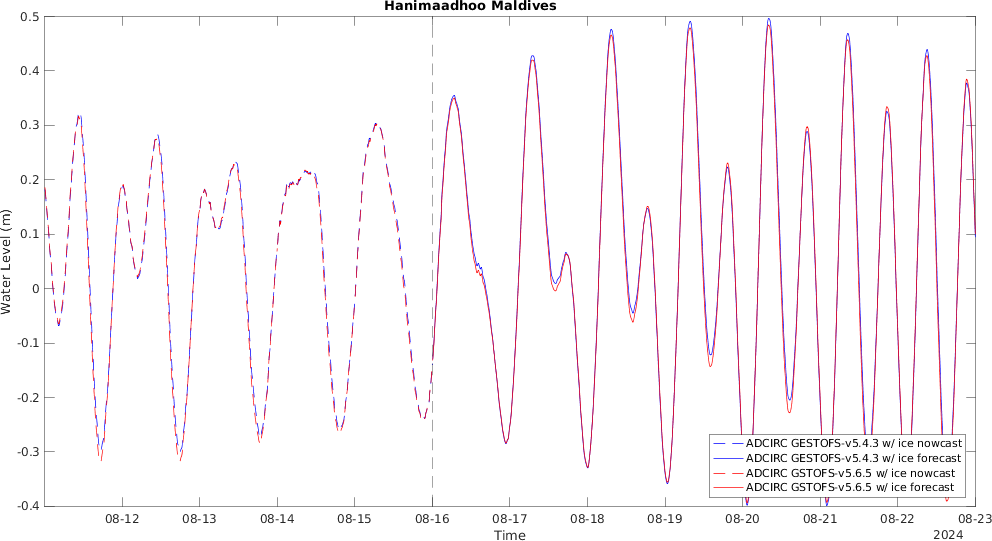 Hanimaadhoo Maldives
0.5
0.4
0.3
0.2
0.1
0
-0.1
-0.2
-0.3
-0.4
Water Level (m)
ADCIRC GESTOFS-v5.4.3 w/ ice nowcast
ADCIRC GESTOFS-v5.4.3 w/ ice forecast
ADCIRC GSTOFS-v5.6.5 w/ ice nowcast
ADCIRC GSTOFS-v5.6.5 w/ ice forecast
08-12 08-13 08-14 08-15 08-16 08-17 08-18 08-19 08-20 08-21 08-22 08-23
Time
2024